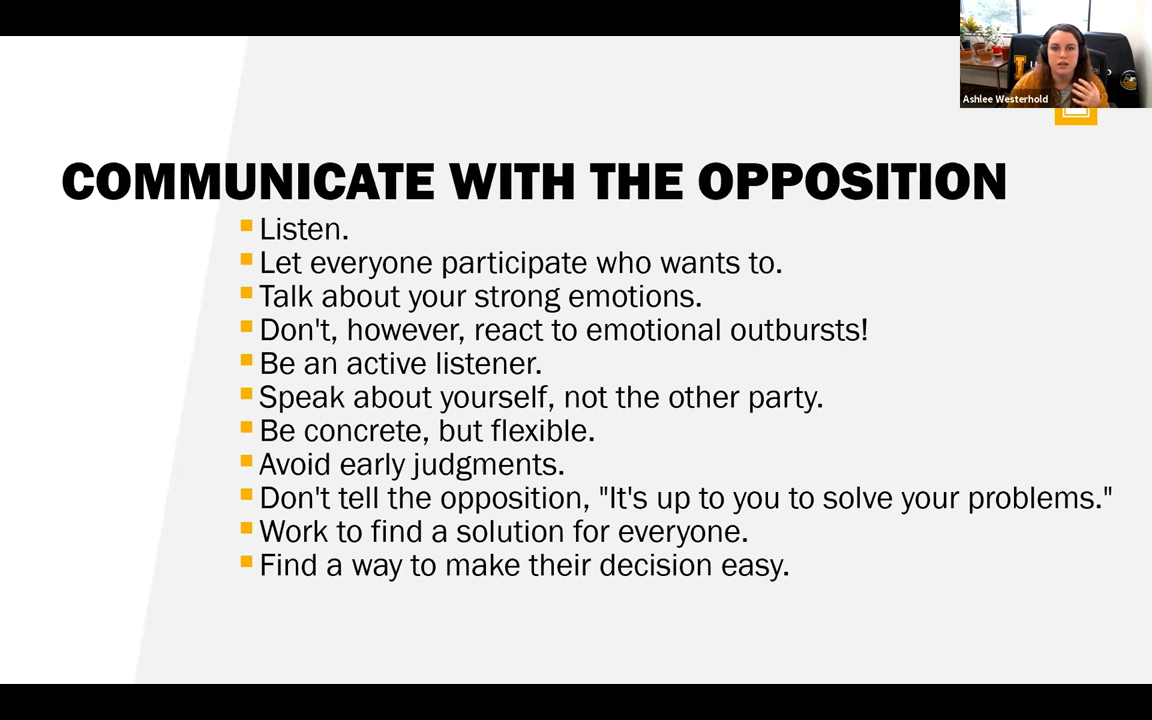 Ashlee Westerhold
COMMUNICATE WITH THE OPPOSITION
Listen.
Let everyone participate who wants to.
Talk about your strong emotions.
Don't, however, react to emotional outbursts!
Be an active listener.
Speak about yourself, not the other party.
Be concrete, but flexible.
Avoid early judgments.
Don't tell the opposition, "It's up to you to solve your problems."
Work to find a solution for everyone.
Find a way to make their decision easy.